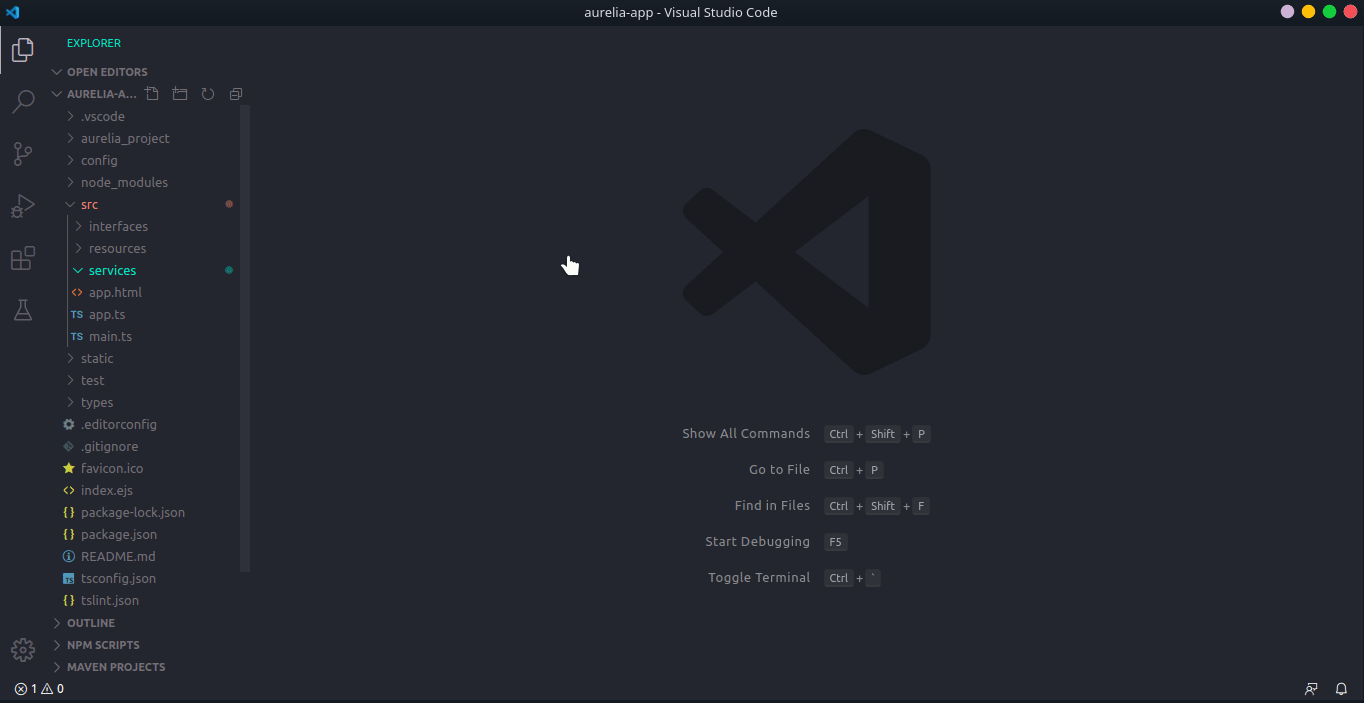 aurelia-app - Visual Studio Code
EXPLORER
OPEN EDITORS
AURELIA-A...
.vscode
aurelia_project
config
node_modules
src
interfaces
resources
services
<> app.html
TS app.ts
TS main.ts
static
test
types
.editorconfig
.gitignore
favicon.ico
<> index.ejs
{} package-lock.json
{} package.json
README.md
TS tsconfig.json
{} tslint.json
OUTLINE
NPM SCRIPTS
MAVEN PROJECTS
Show All Commands Ctrl + Shift + P
Go to File Ctrl + P
Find in Files Ctrl + Shift + F
Start Debugging F5
Toggle Terminal Ctrl + `
1 0